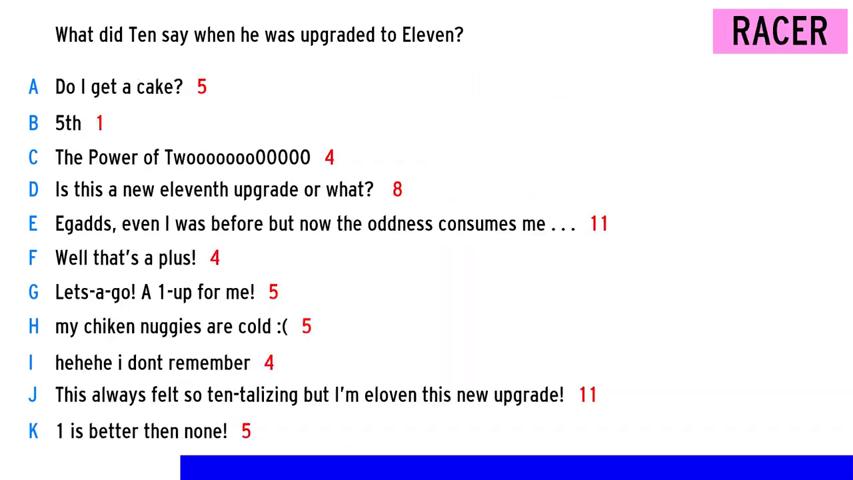 What did Ten say when he was upgraded to Eleven?
RACER
A Do I get a cake? 5
B 5th 1
C The Power of Twooooooo00000 4
D Is this a new eleventh upgrade or what? 8
E Egadds, even I was before but now the oddness consumes me . . . 11
F Well that's a plus! 4
G Lets-a-go! A 1-up for me! 5
H my chiken nuggies are cold :( 5
I hehehe i dont remember 4
J This always felt so ten-talizing but I'm eloven this new upgrade! 11
K 1 is better then none! 5